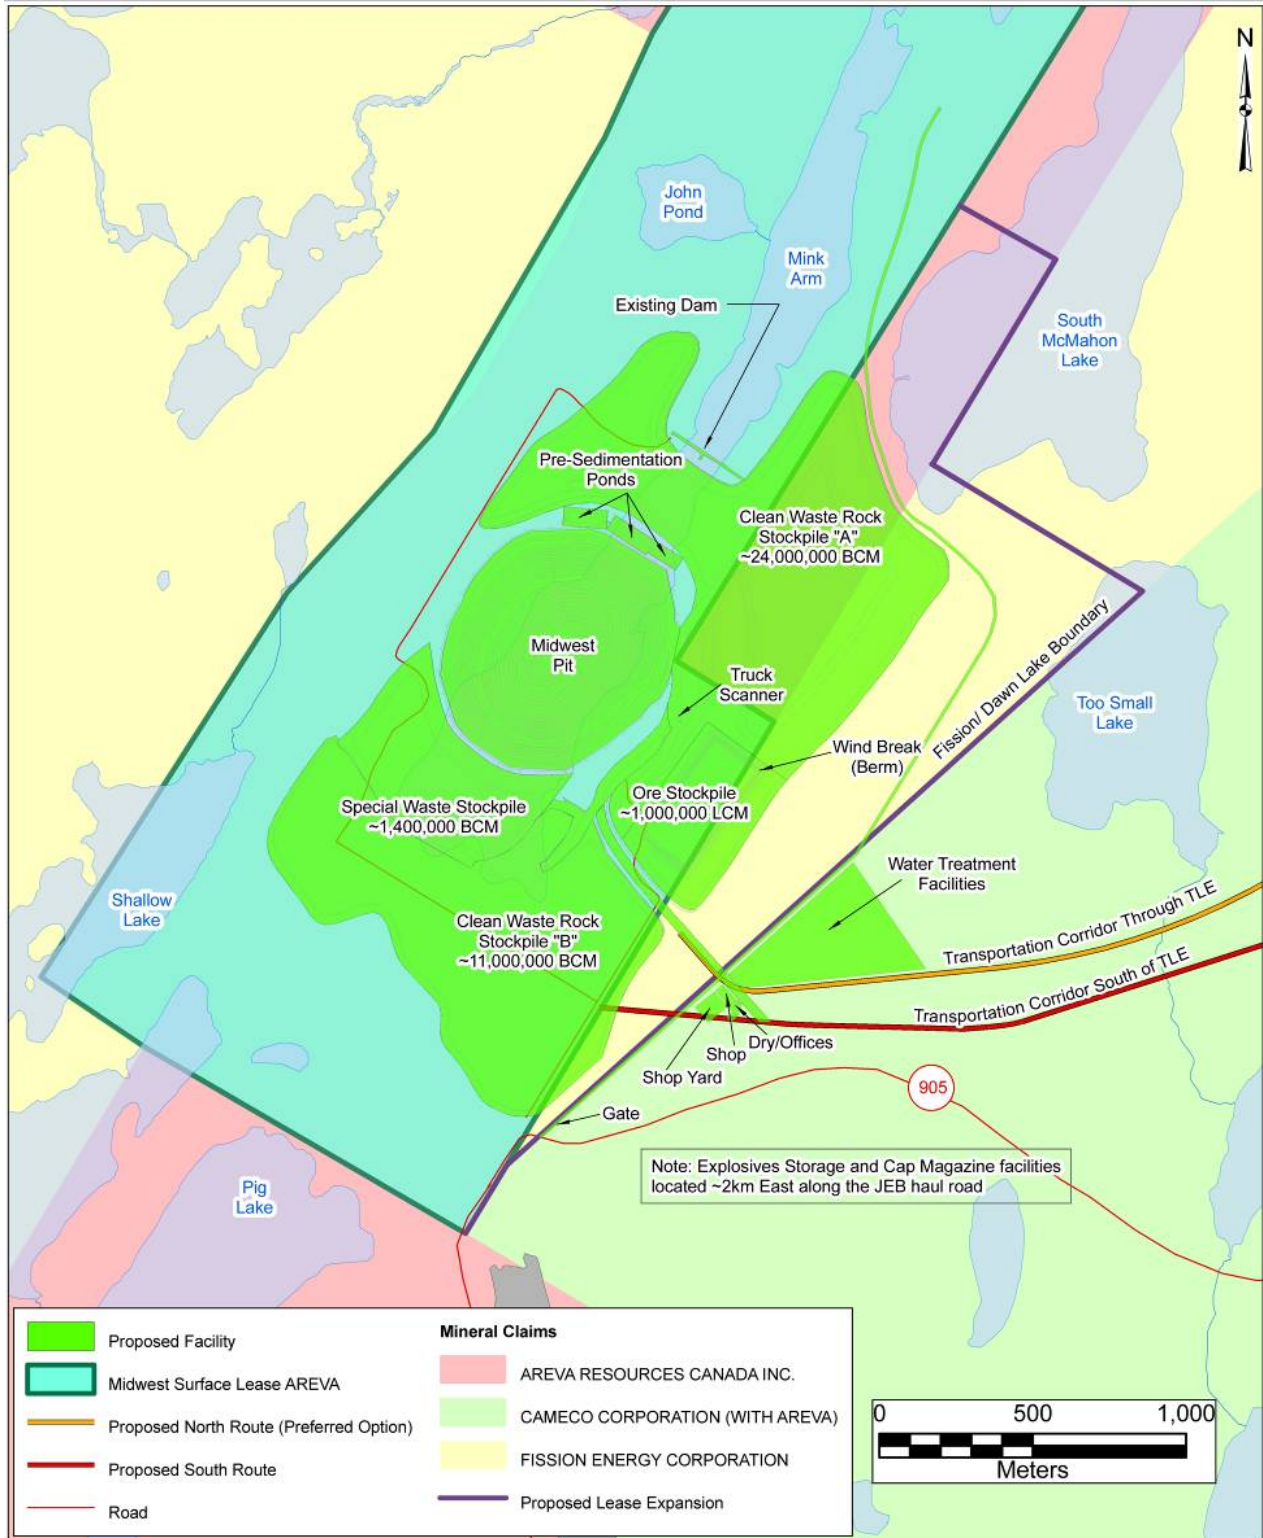 N
John
Pond
Mink
Arm
Existing Dam
South
McMahon
Lake
Pre-Sedimentation
Ponds
Clean Waste Rock
Stockpile "A"
~24,000,000 BCM
Midwest
Pit
Truck
Scanner
Fission/ Dawn Lake Boundary
Too Small
Lake
Wind Break
(Berm)
Ore Stockpile
~1,000,000 LCM
Special Waste Stockpile
~1,400,000 BCM
Water Treatment
Facilities
Shallow
Lake
Clean Waste Rock
Stockpile "B"
~11,000,000 BCM
Transportation Corridor Through TLE
Transportation Corridor South of TLE
Dry/Offices
Shop
Shop Yard
905
Gate
Note: Explosives Storage and Cap Magazine facilities
located ~2km East along the JEB haul road
Pig
Lake
Proposed Facility
Midwest Surface Lease AREVA
Proposed North Route (Preferred Option)
Proposed South Route
Road
Mineral Claims
AREVA RESOURCES CANADA INC.
CAMECO CORPORATION (WITH AREVA)
FISSION ENERGY CORPORATION
Proposed Lease Expansion
0 500 1,000
Meters